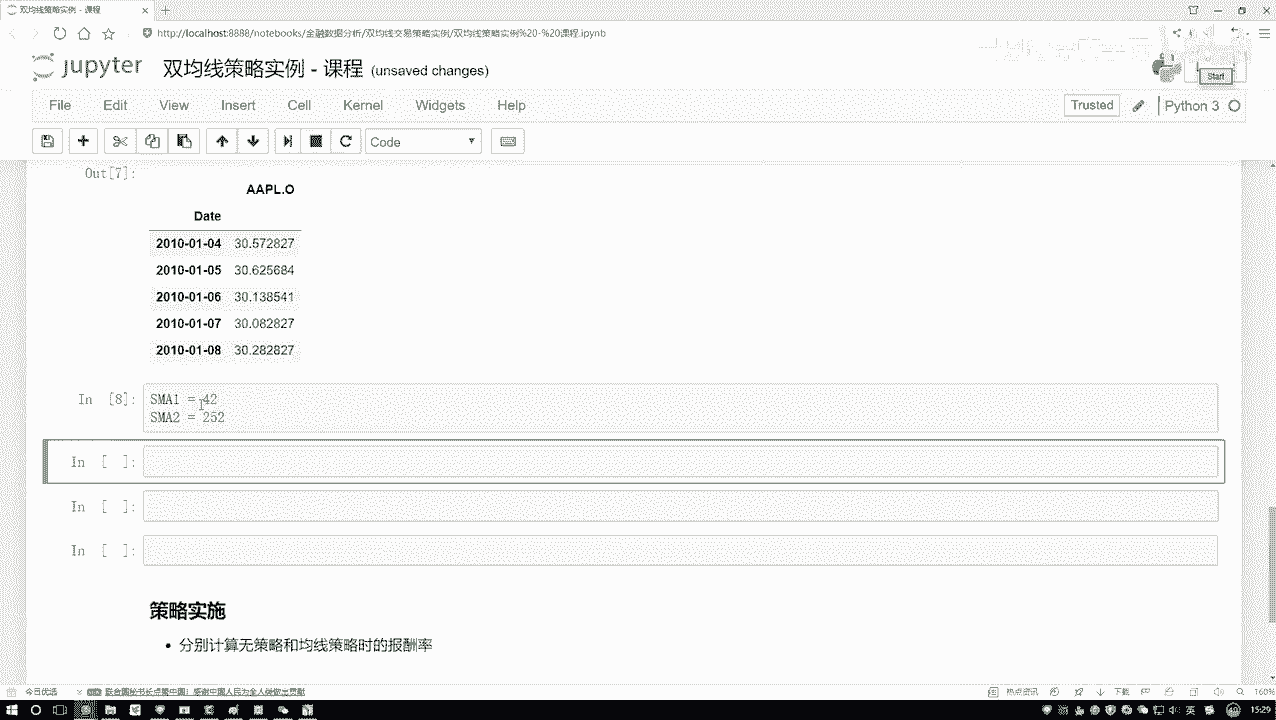 双均线策略实例 - 课程
http://localhost:8888/notebooks/金融数据分析/双均线交易策略实例/双均线策略实例%20-%20课程.ipynb
jupyter 双均线策略实例 - 课程 (unsaved changes)
Start
File Edit View Insert Cell Kernel Widgets Help
Trusted Python 3
Code
Out[7]:
AAPL.O
Date
2010-01-04 30.572827
2010-01-05 30.625684
2010-01-06 30.138541
2010-01-07 30.082827
2010-01-08 30.282827
In [8]: SMA1 = 42
SMA2 = 252
In [ ]:
In [ ]:
In [ ]:
策略实施
• 分别计算无策略和均线策略时的报酬率
今日优选
热点资讯 下载 160%
英 15:29